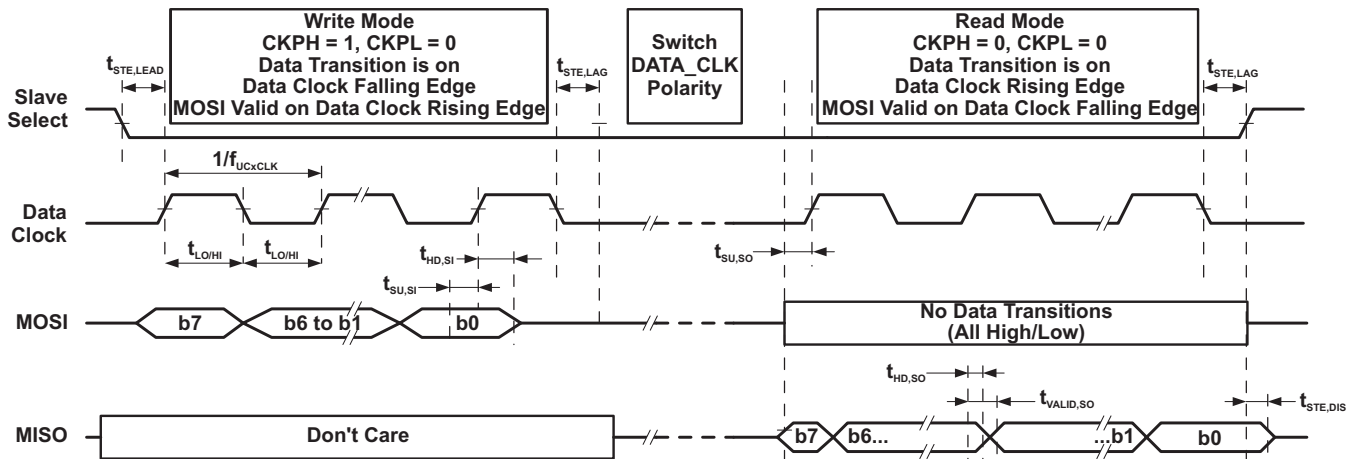 Write Mode
CKPH = 1, CKPL = 0
Data Transition is on
Data Clock Falling Edge
MOSI Valid on Data Clock Rising Edge
Switch
DATA_CLK
Polarity
Read Mode
CKPH = 0, CKPL = 0
Data Transition is on
Data Clock Rising Edge
MOSI Valid on Data Clock Falling Edge
tSTE,LEAD
tSTE,LAG
tSTE,LAG
Slave
Select
1/fUCxCLK
Data
Clock
tLO/HI
tLO/HI
tHD,SI
tSU,SI
tSU,SO
MOSI
b7
b6 to b1
b0
No Data Transitions
(All High/Low)
tHD,SO
tVALID,SO
tSTE,DIS
MISO
Don't Care
b7
b6...
...b1
b0